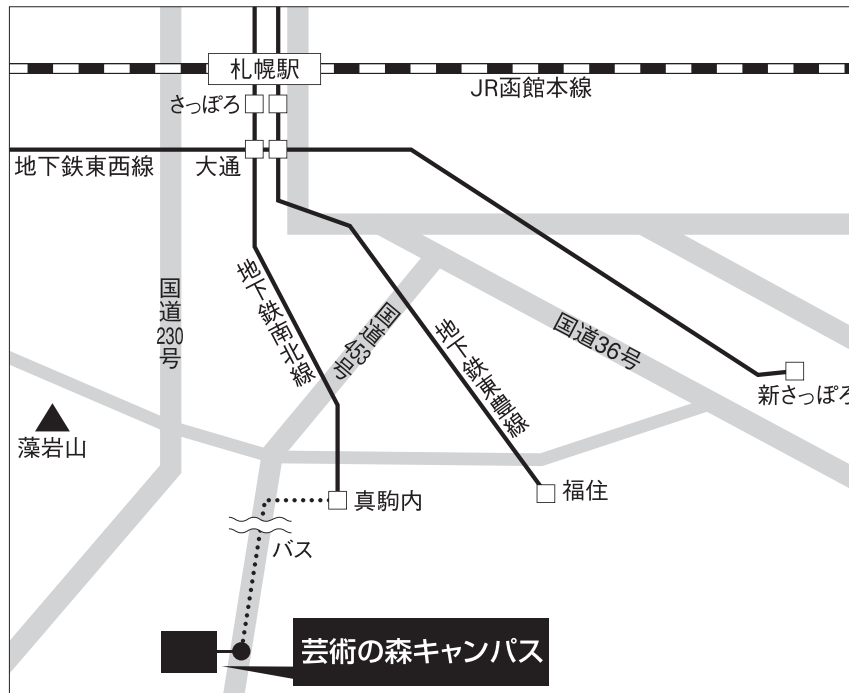 札幌駅
JR函館本線
さっぽろ
地下鉄東西線
大通
国道230号
地下鉄南北線
国道453号
地下鉄東豊線
国道36号
新さっぽろ
藻岩山
真駒内
福住
バス
芸術の森キャンパス